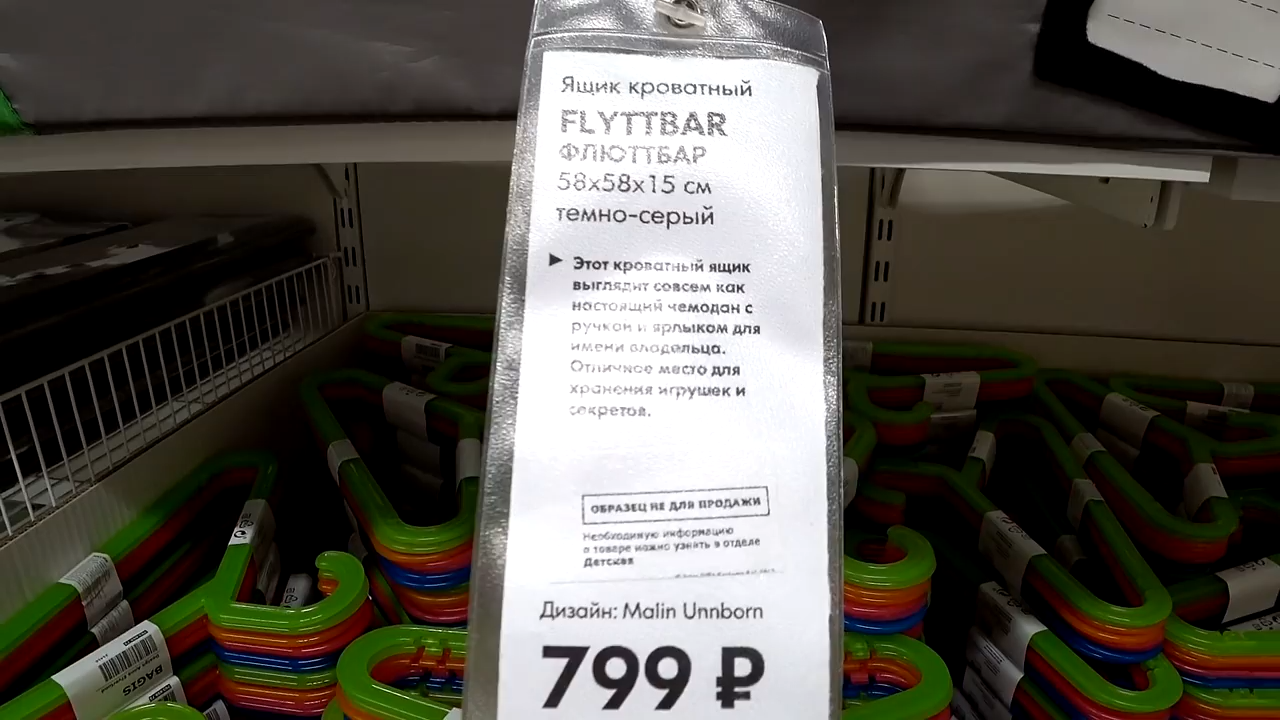 Ящик кроватный
FLYTTBAR
ФЛЮТТБАР
58x58x15 см
темно-серый
► Этот кроватный ящик
выглядит совсем как
настоящий чемодан с
ручкой и ярлыком для
имени владельца.
Отличное место для
хранения игрушек и
секретов.
ОБРАЗЕЦ НЕ ДЛЯ ПРОДАЖИ
Необходимую информацию
о товаре можно узнать в отделе
Детская
Дизайн: Malin Unnborn
799 ₽
BAGIS